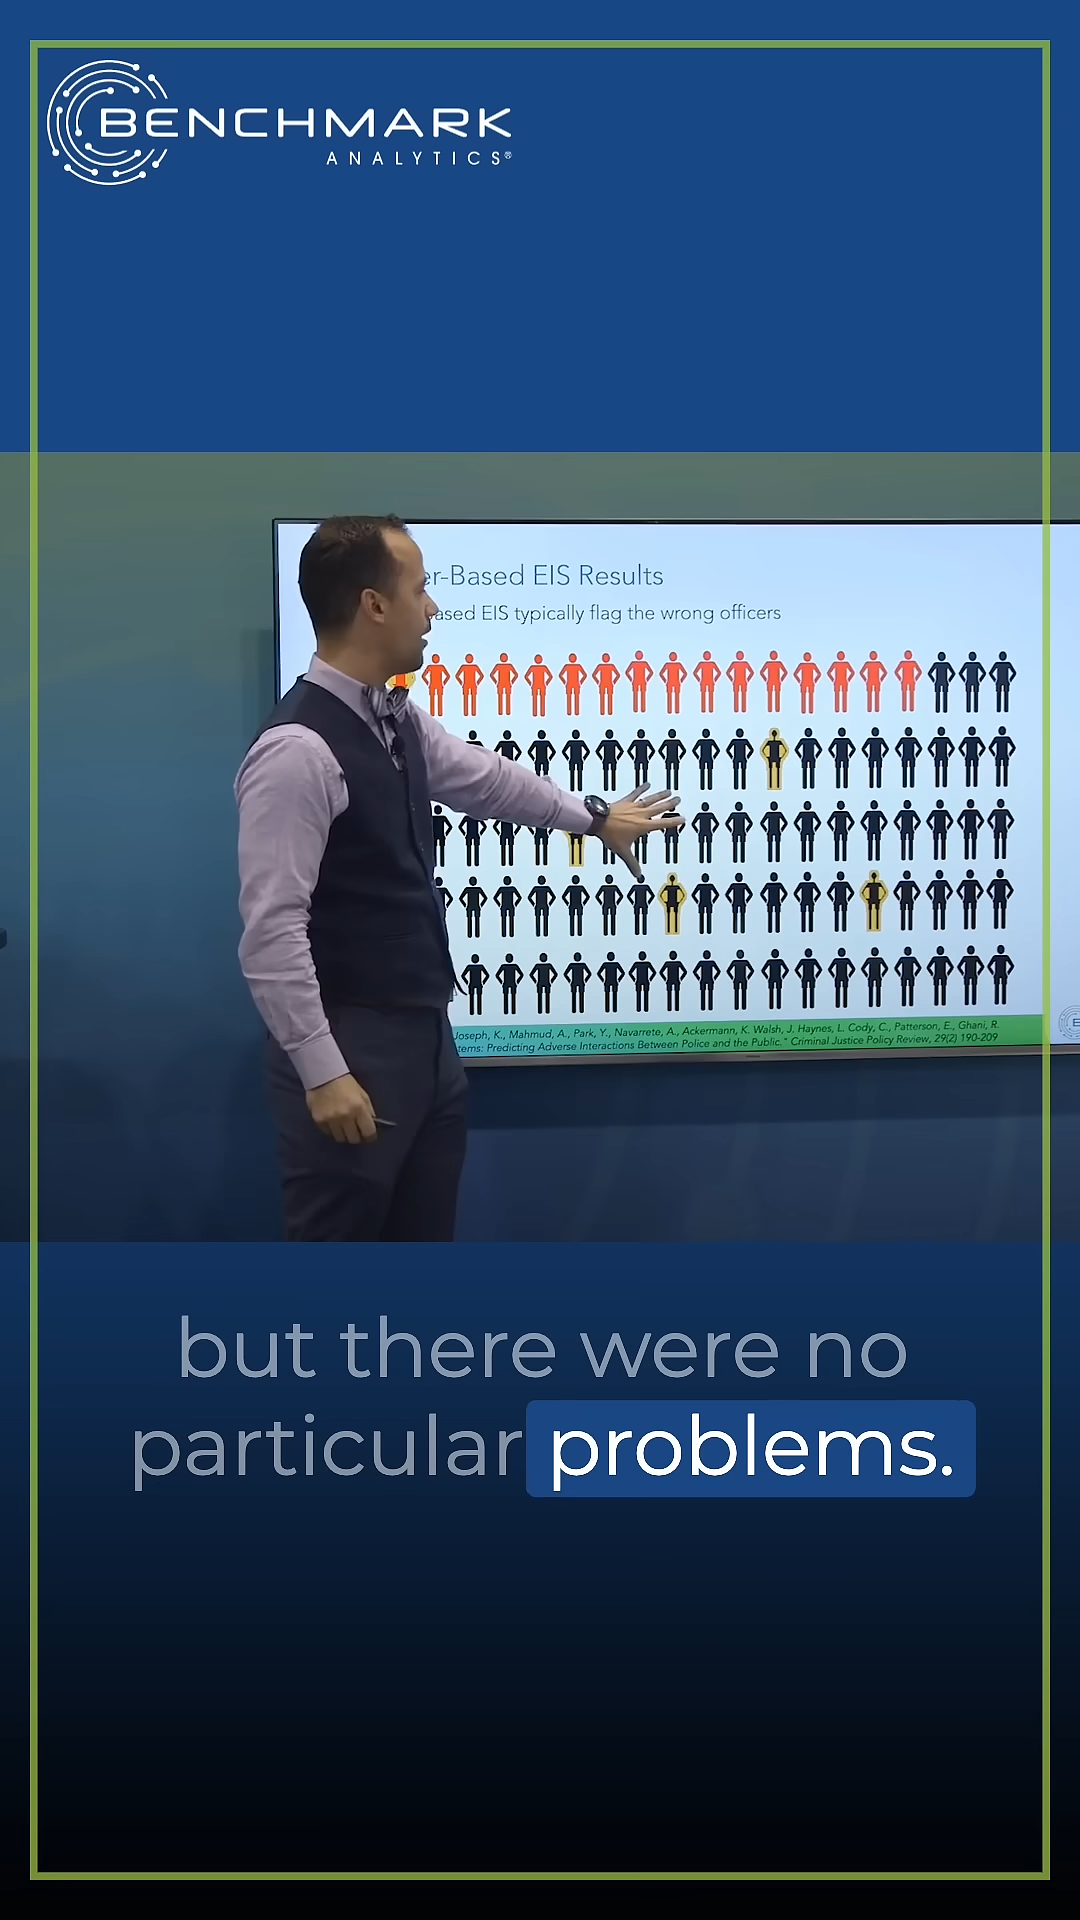 BENCHMARK
ANALYTICS®
er-Based EIS Results
ased EIS typically flag the wrong officers
Joseph, K., Mahmud, A., Park, Y., Navarrete, A., Ackermann, K. Walsh, J. Haynes, L. Cody, C., Patterson, E., Ghani, R.
tems: Predicting Adverse Interactions Between Police and the Public." Criminal Justice Policy Review, 29(2) 190-209
but there were no
particular problems.